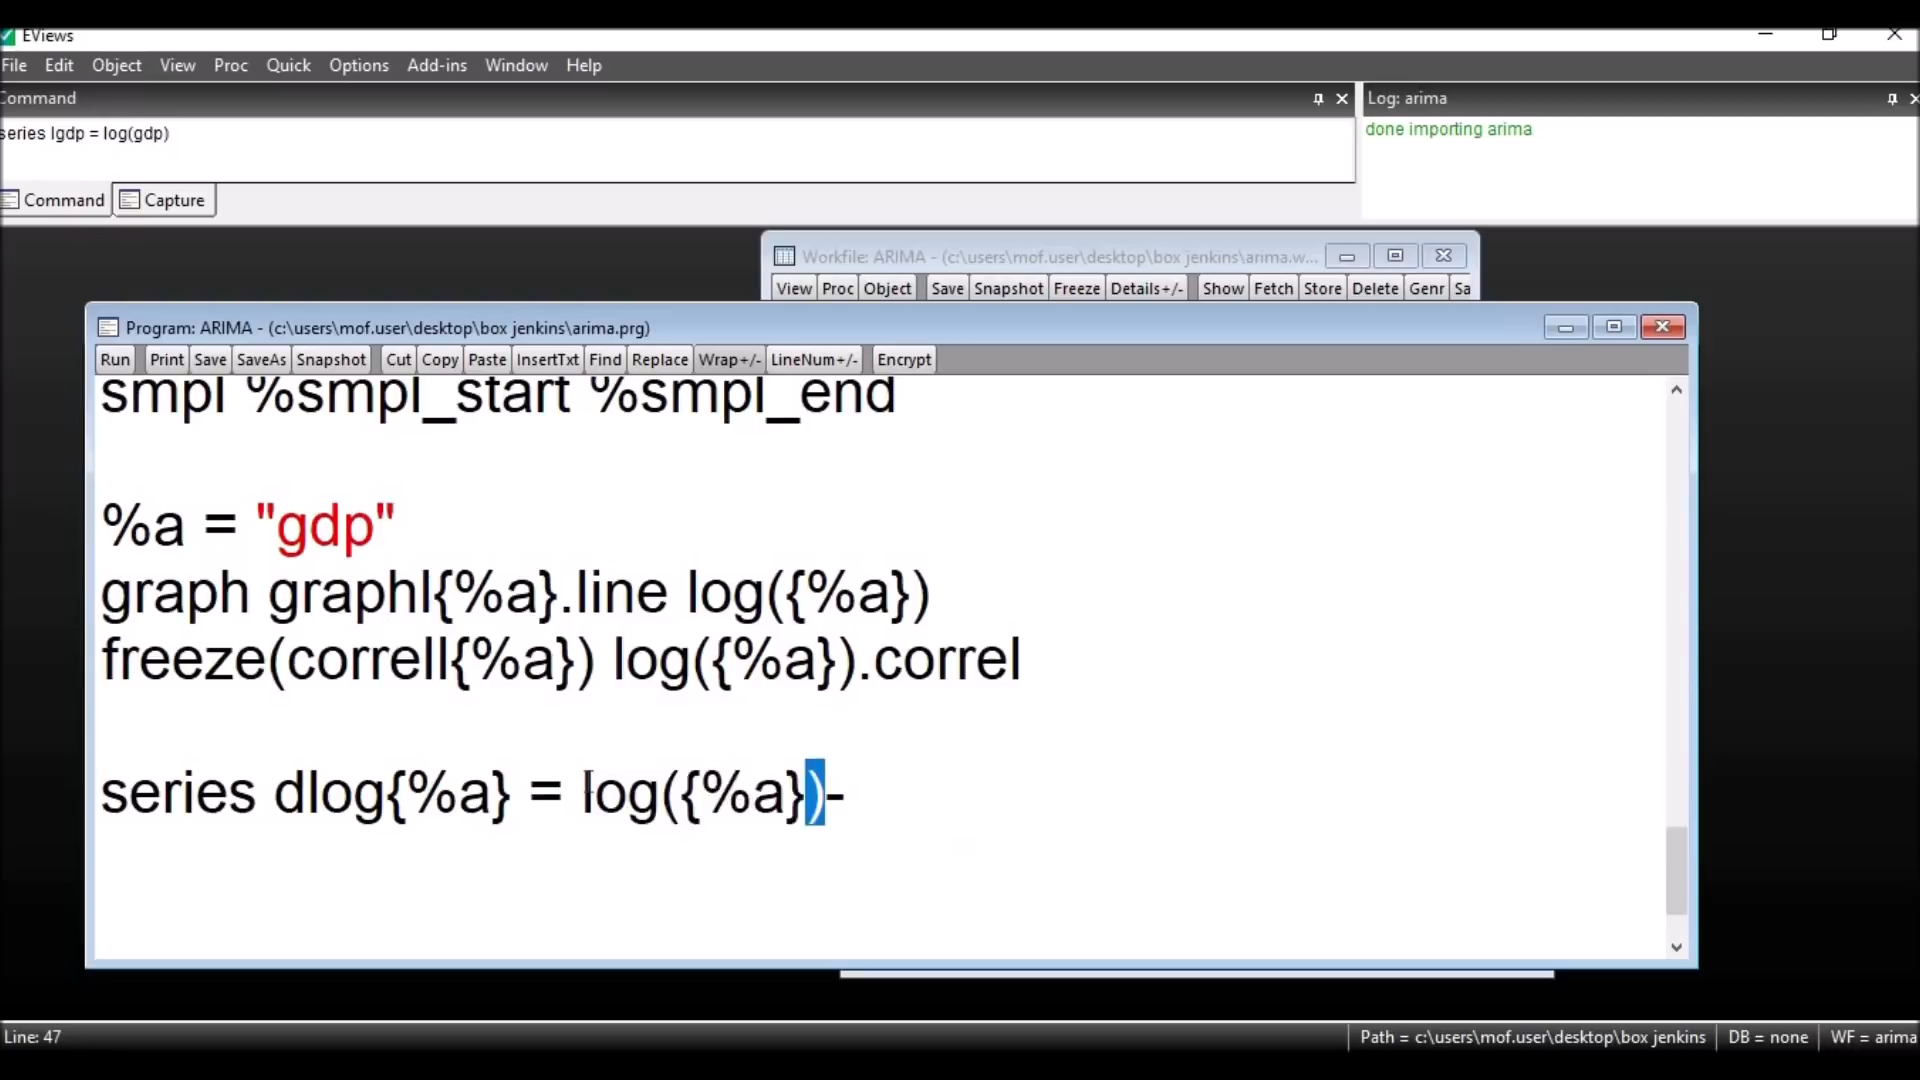 EViews
File Edit Object View Proc Quick Options Add-ins Window Help
Command
series lgdp = log(gdp)
Log: arima
done importing arima
Command Capture
Workfile: ARIMA - (c:\users\mof.user\desktop\box jenkins\arima.w...
View Proc Object Save Snapshot Freeze Details+/- Show Fetch Store Delete Genr Sa
Program: ARIMA - (c:\users\mof.user\desktop\box jenkins\arima.prg)
Run Print Save SaveAs Snapshot Cut Copy Paste InsertTxt Find Replace Wrap+/- LineNum+/- Encrypt
smpl %smpl_start %smpl_end
%a = "gdp"
graph graphl{%a}.line log({%a})
freeze(correll{%a}) log({%a}).correl
series dlog{%a} = log({%a})-
Line: 47
Path = c:\users\mof.user\desktop\box jenkins DB = none WF = arima